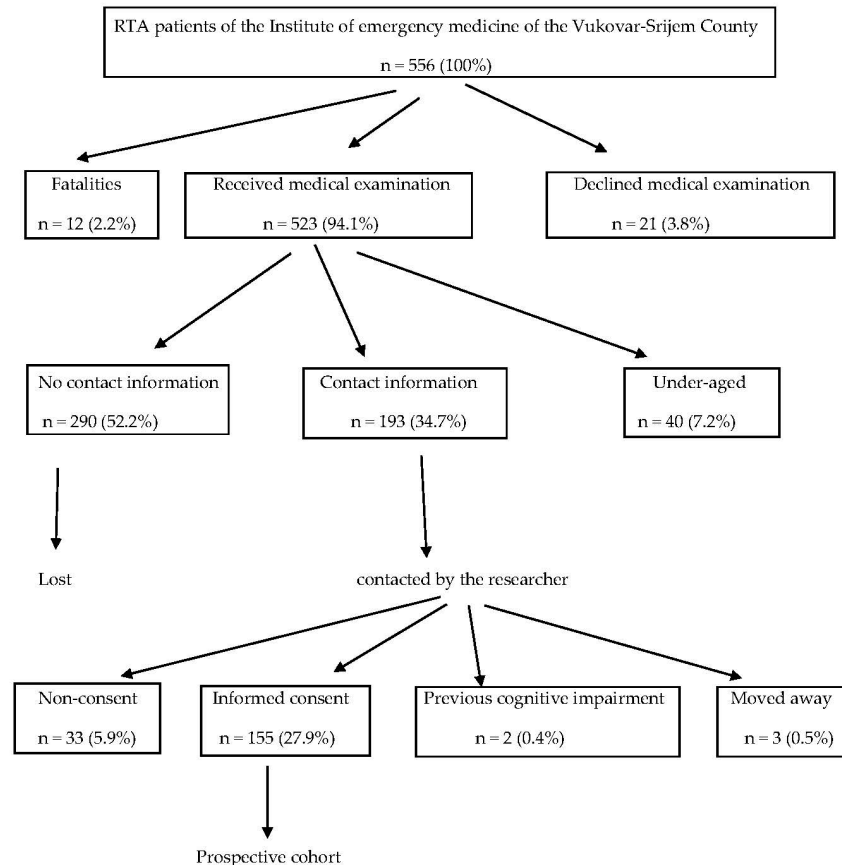 RTA patients of the Institute of emergency medicine of the Vukovar-Srijem County
n = 556 (100%)
Fatalities
n = 12 (2.2%)
Received medical examination
n = 523 (94.1%)
Declined medical examination
n = 21 (3.8%)
No contact information
n = 290 (52.2%)
Contact information
n = 193 (34.7%)
Under-aged
n = 40 (7.2%)
Lost
contacted by the researcher
Non-consent
n = 33 (5.9%)
Informed consent
n = 155 (27.9%)
Previous cognitive impairment
n = 2 (0.4%)
Moved away
n = 3 (0.5%)
Prospective cohort